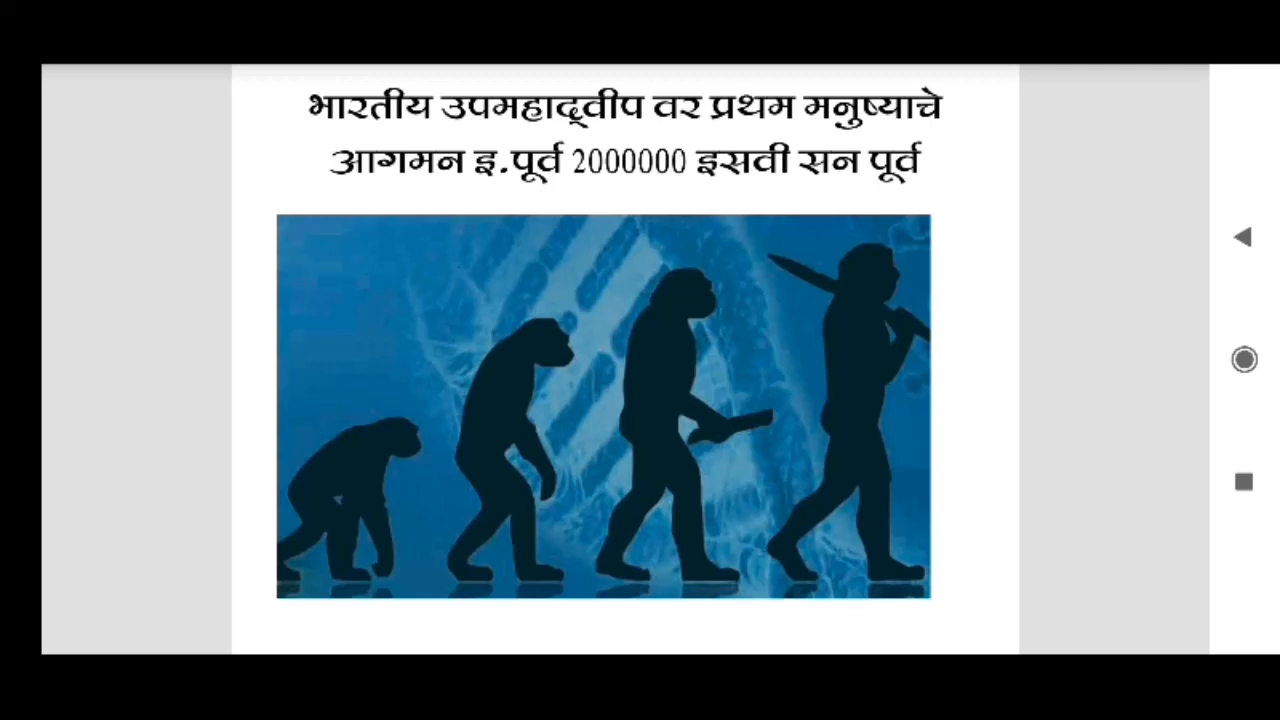 भारतीय उपमहाद्वीप वर प्रथम मनुष्याचे
आगमन इ.पूर्व 2000000 इसवी सन पूर्व